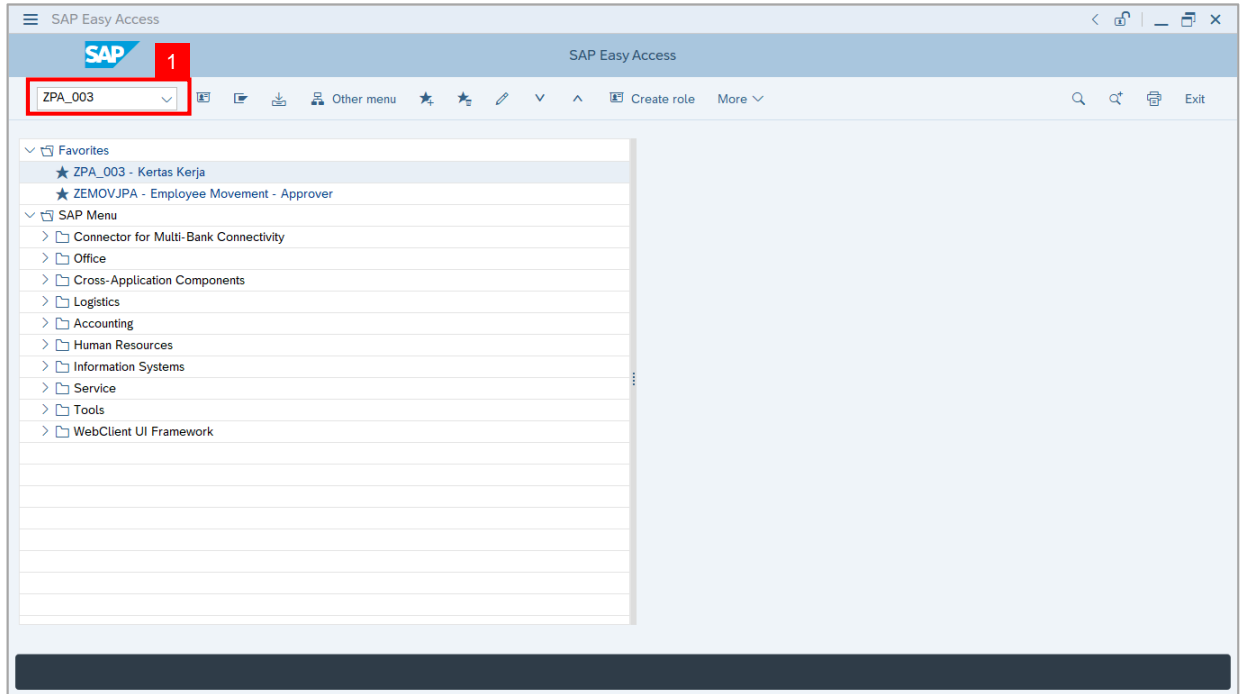 SAP Easy Access
SAP
1
SAP Easy Access
ZPA_003
Other menu
Create role
More
Exit
Favorites
ZPA_003 - Kertas Kerja
ZEMOVJPA - Employee Movement - Approver
SAP Menu
Connector for Multi-Bank Connectivity
Office
Cross-Application Components
Logistics
Accounting
Human Resources
Information Systems
Service
Tools
WebClient UI Framework